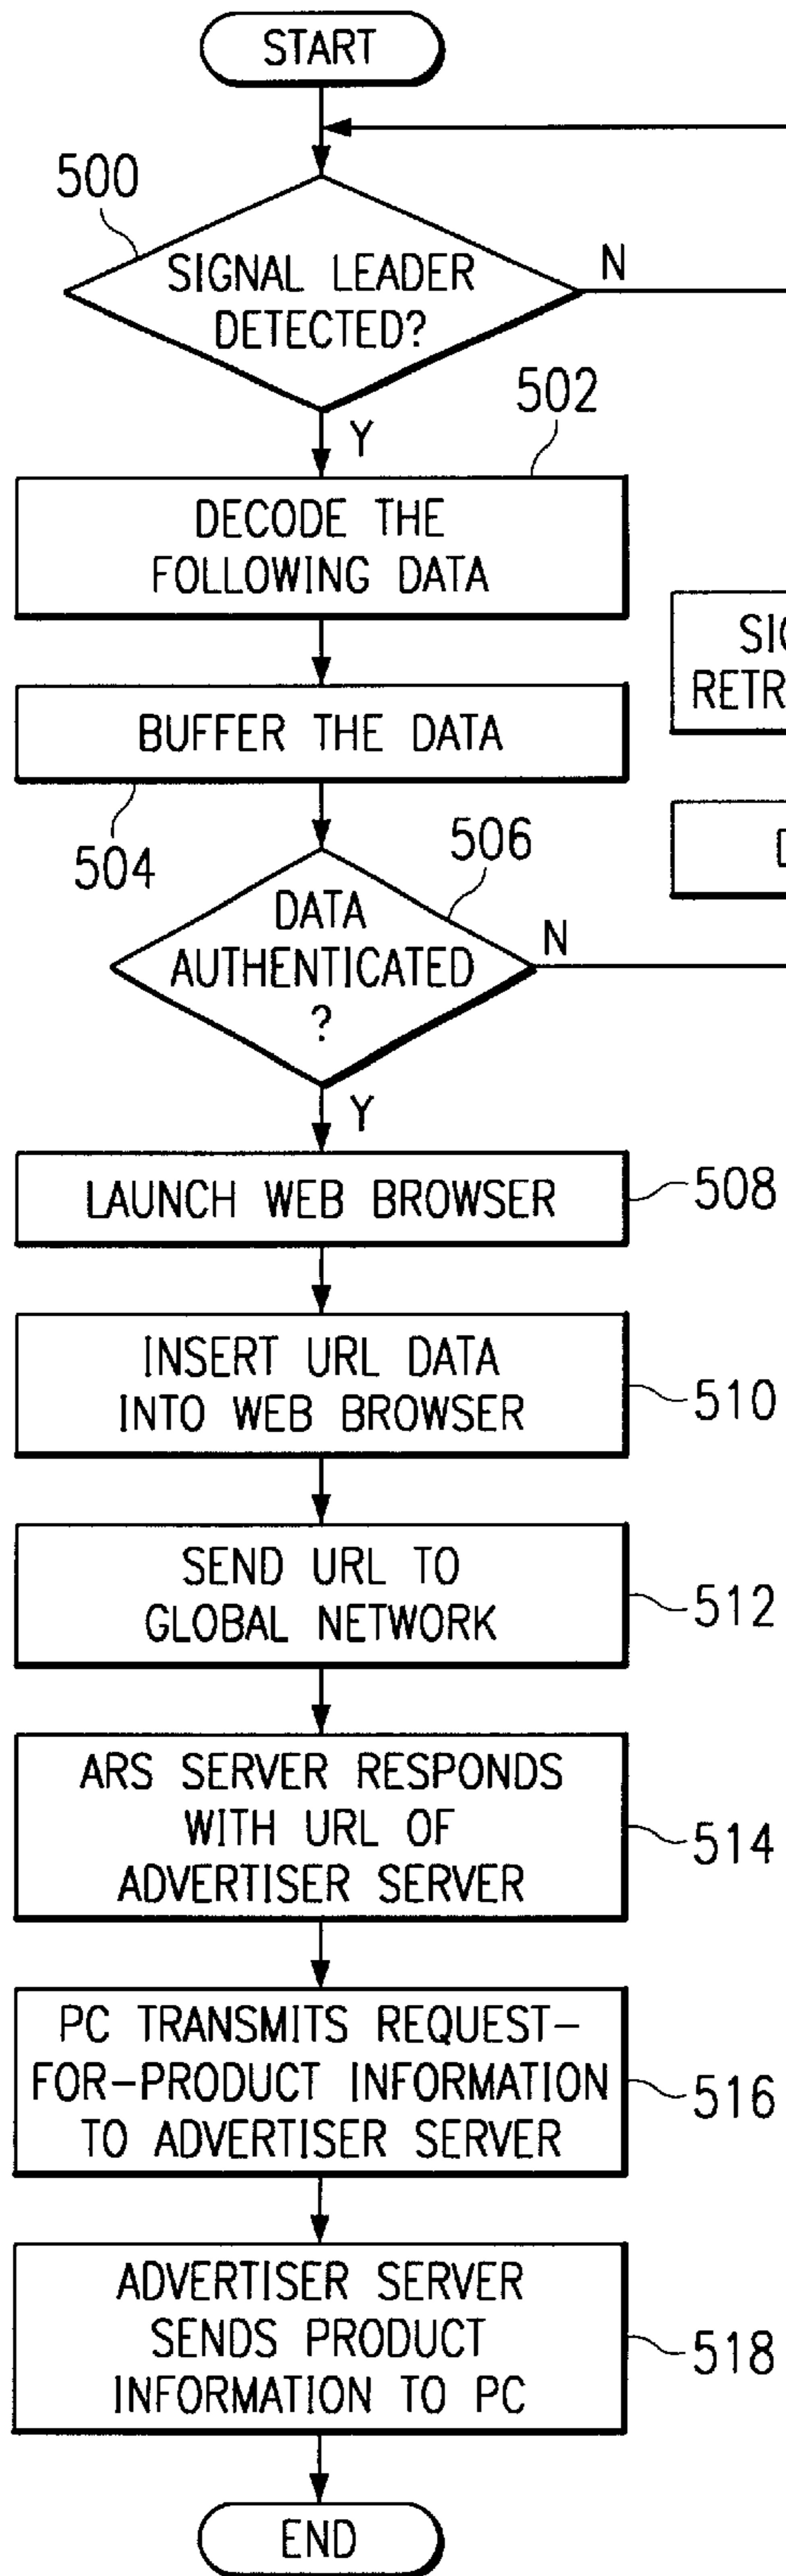 START
500
SIGNAL LEADER
DETECTED?
N
Y
502
DECODE THE
FOLLOWING DATA
BUFFER THE DATA
504
506
DATA
AUTHENTICATED
?
N
Y
LAUNCH WEB BROWSER
508
INSERT URL DATA
INTO WEB BROWSER
510
SEND URL TO
GLOBAL NETWORK
512
ARS SERVER RESPONDS
WITH URL OF
ADVERTISER SERVER
514
PC TRANSMITS REQUEST-
FOR-PRODUCT INFORMATION
TO ADVERTISER SERVER
516
ADVERTISER SERVER
SENDS PRODUCT
INFORMATION TO PC
518
END